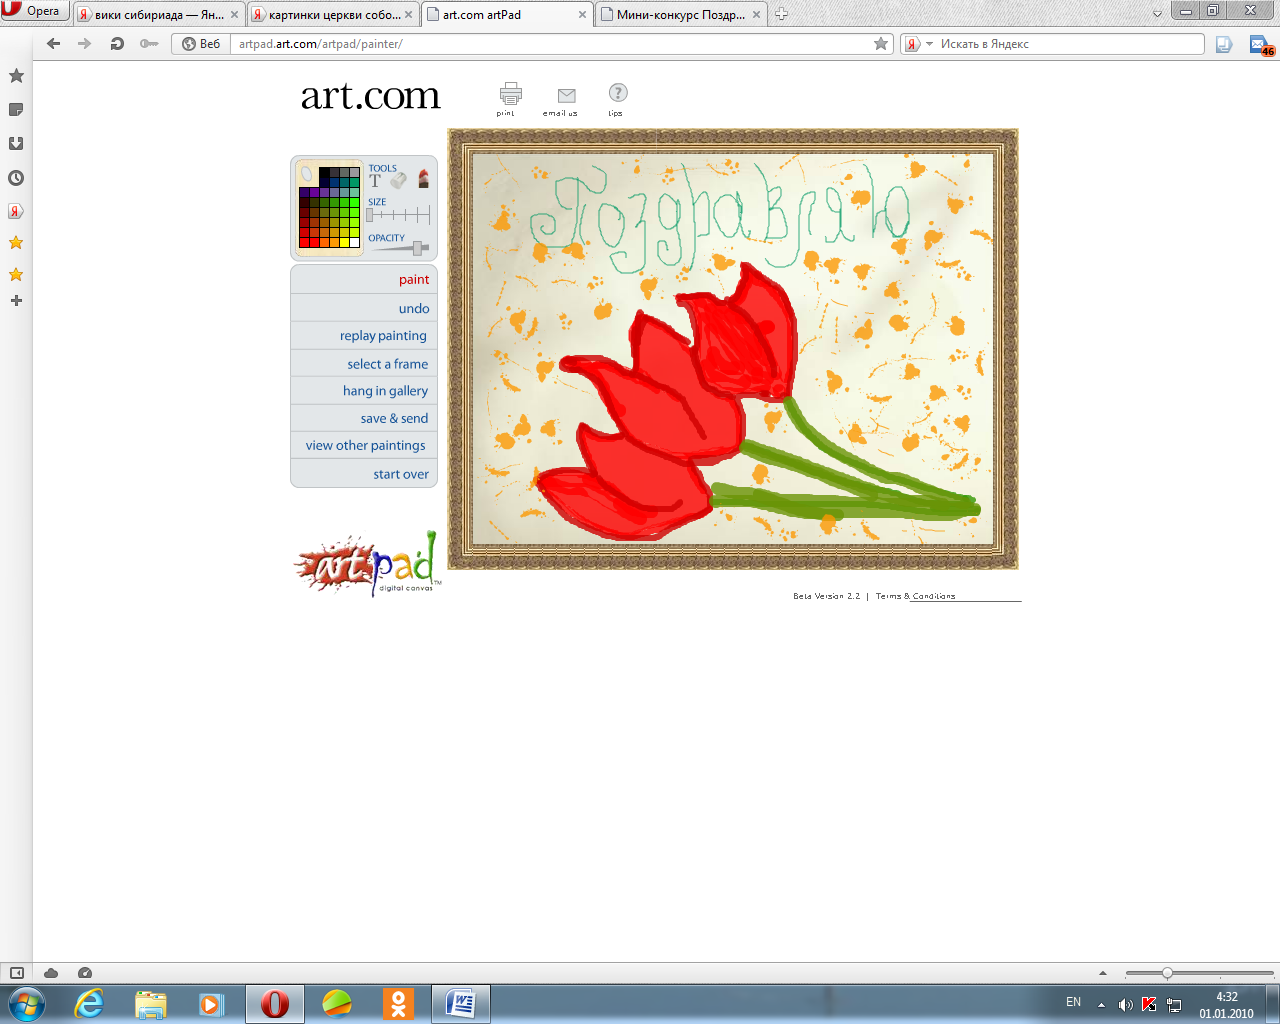 Opera
вики сибириада — Ян...
картинки церкви собо...
art.com artPad
Мини-конкурс Поздр...
Веб
artpad.art.com/artpad/painter/
Искать в Яндекс
46
art.com
print
email us
tips
TOOLS
T
SIZE
OPACITY
paint
undo
replay painting
select a frame
hang in gallery
save & send
view other paintings
start over
Поздравляю
artpad
digital canvas™
Beta Version 2.2 | Terms & Conditions
EN
4:32
01.01.2010